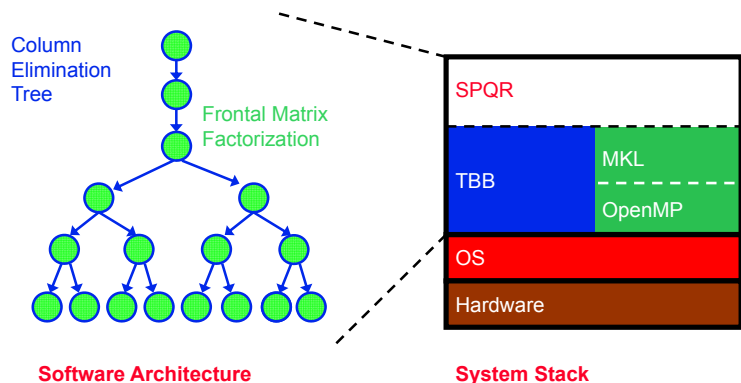 Column
Elimination
Tree
Frontal Matrix
Factorization
SPQR
TBB
MKL
OpenMP
OS
Hardware
Software Architecture
System Stack